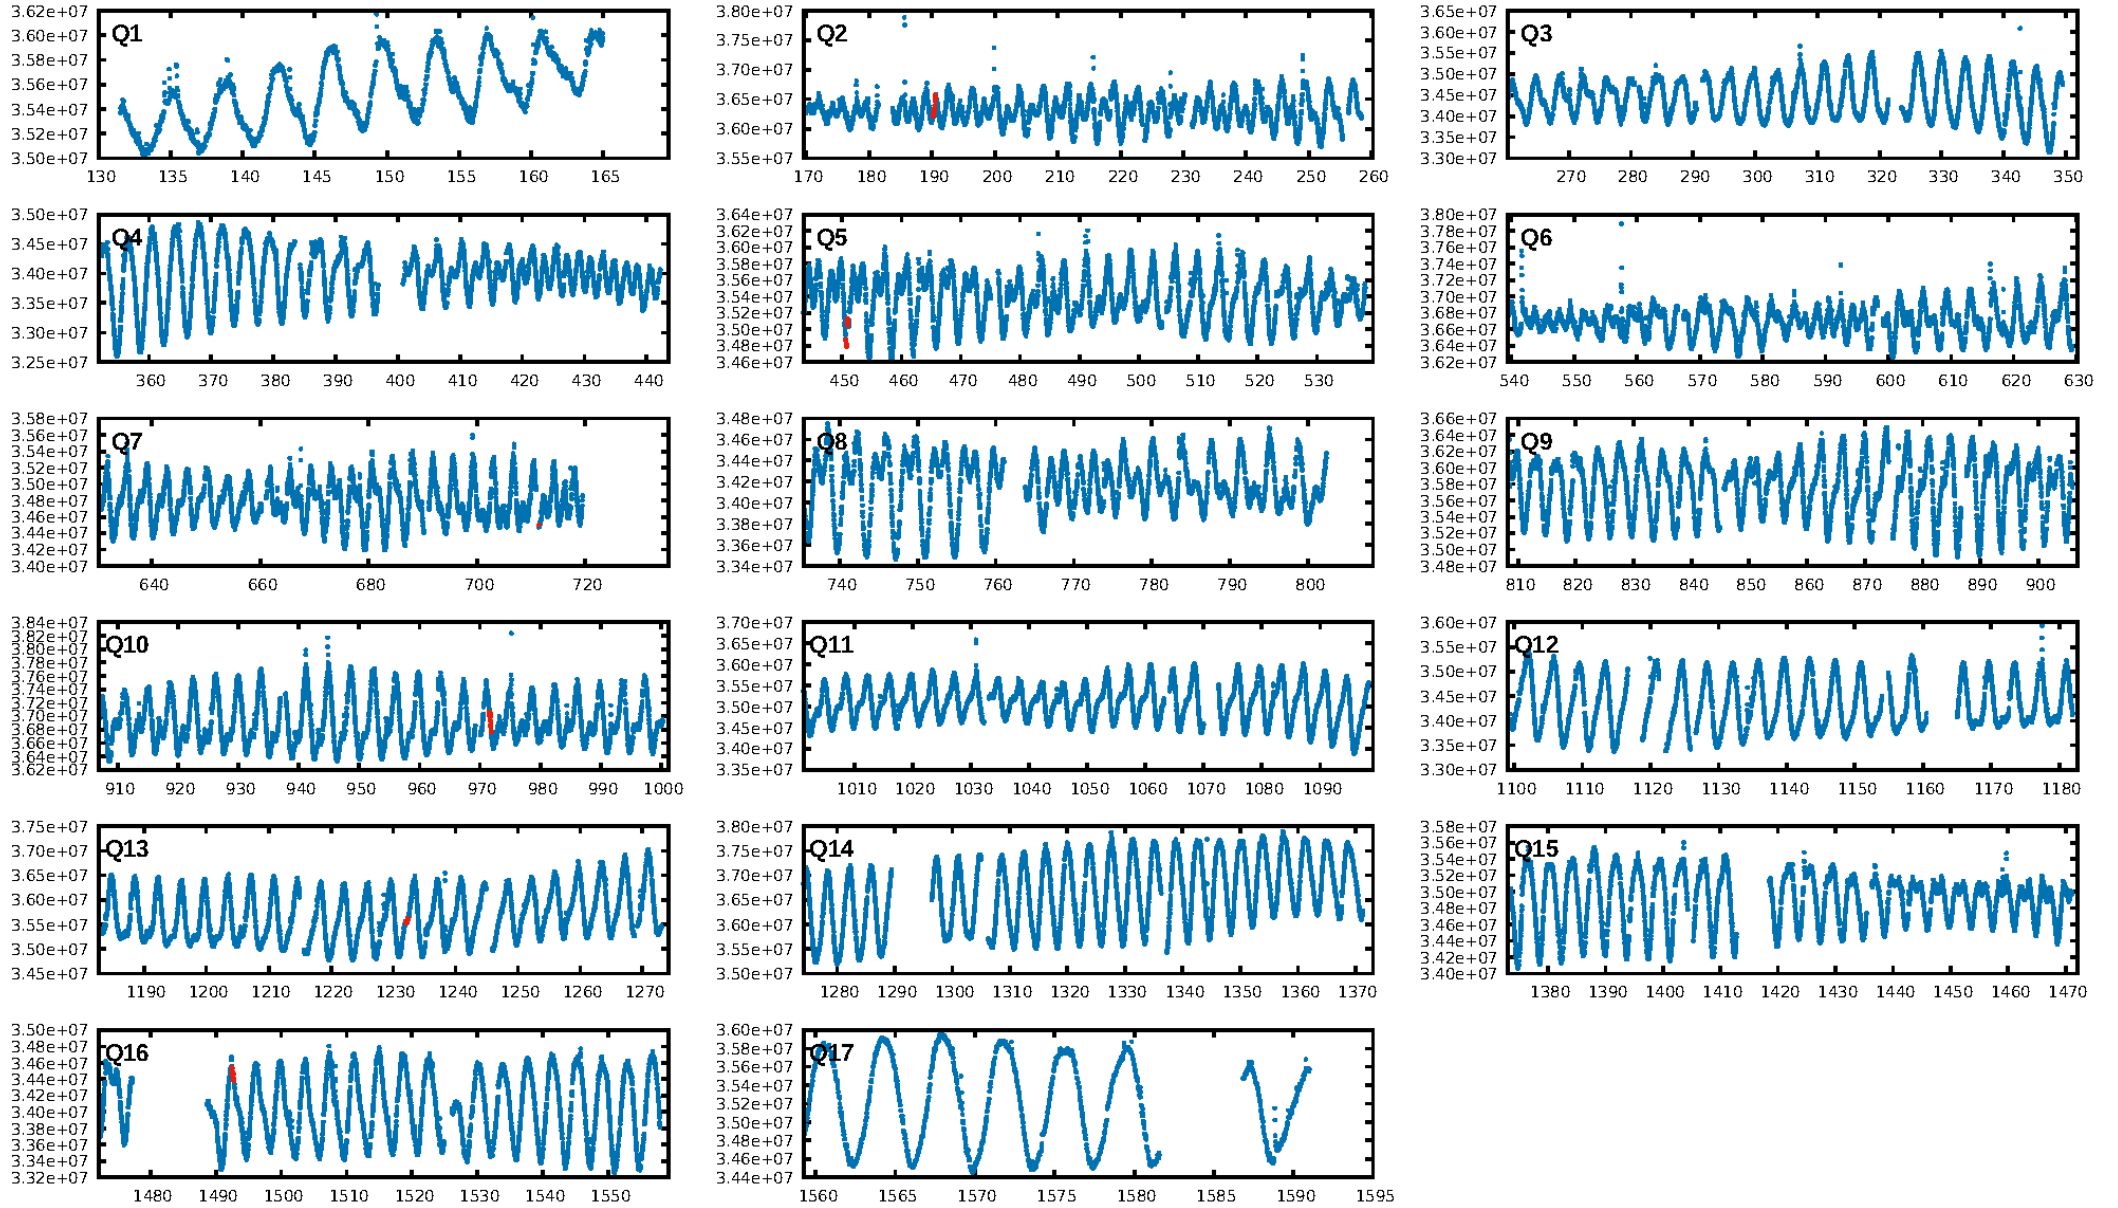 Q1
3.62e+07
3.60e+07
3.58e+07
3.56e+07
3.54e+07
3.52e+07
3.50e+07
130 135 140 145 150 155 160 165
Q2
3.80e+07
3.75e+07
3.70e+07
3.65e+07
3.60e+07
3.55e+07
170 180 190 200 210 220 230 240 250 260
Q3
3.65e+07
3.60e+07
3.55e+07
3.50e+07
3.45e+07
3.40e+07
3.35e+07
3.30e+07
270 280 290 300 310 320 330 340 350
Q4
3.50e+07
3.45e+07
3.40e+07
3.35e+07
3.30e+07
3.25e+07
360 370 380 390 400 410 420 430 440
Q5
3.64e+07
3.62e+07
3.60e+07
3.58e+07
3.56e+07
3.54e+07
3.52e+07
3.50e+07
3.48e+07
3.46e+07
450 460 470 480 490 500 510 520 530
Q6
3.80e+07
3.78e+07
3.76e+07
3.74e+07
3.72e+07
3.70e+07
3.68e+07
3.66e+07
3.64e+07
3.62e+07
540 550 560 570 580 590 600 610 620 630
Q7
3.58e+07
3.56e+07
3.54e+07
3.52e+07
3.50e+07
3.48e+07
3.46e+07
3.44e+07
3.42e+07
3.40e+07
640 660 680 700 720
Q8
3.48e+07
3.46e+07
3.44e+07
3.42e+07
3.40e+07
3.38e+07
3.36e+07
3.34e+07
740 750 760 770 780 790 800
Q9
3.66e+07
3.64e+07
3.62e+07
3.60e+07
3.58e+07
3.56e+07
3.54e+07
3.52e+07
3.50e+07
3.48e+07
810 820 830 840 850 860 870 880 890 900
Q10
3.84e+07
3.82e+07
3.80e+07
3.78e+07
3.76e+07
3.74e+07
3.72e+07
3.70e+07
3.68e+07
3.66e+07
3.64e+07
3.62e+07
910 920 930 940 950 960 970 980 990 1000
Q11
3.70e+07
3.65e+07
3.60e+07
3.55e+07
3.50e+07
3.45e+07
3.40e+07
3.35e+07
1010 1020 1030 1040 1050 1060 1070 1080 1090
Q12
3.60e+07
3.55e+07
3.50e+07
3.45e+07
3.40e+07
3.35e+07
3.30e+07
1100 1110 1120 1130 1140 1150 1160 1170 1180
Q13
3.75e+07
3.70e+07
3.65e+07
3.60e+07
3.55e+07
3.50e+07
3.45e+07
1190 1200 1210 1220 1230 1240 1250 1260 1270
Q14
3.80e+07
3.75e+07
3.70e+07
3.65e+07
3.60e+07
3.55e+07
3.50e+07
1280 1290 1300 1310 1320 1330 1340 1350 1360 1370
Q15
3.58e+07
3.56e+07
3.54e+07
3.52e+07
3.50e+07
3.48e+07
3.46e+07
3.44e+07
3.42e+07
3.40e+07
1380 1390 1400 1410 1420 1430 1440 1450 1460 1470
Q16
3.50e+07
3.48e+07
3.46e+07
3.44e+07
3.42e+07
3.40e+07
3.38e+07
3.36e+07
3.34e+07
3.32e+07
1480 1490 1500 1510 1520 1530 1540 1550
Q17
3.60e+07
3.58e+07
3.56e+07
3.54e+07
3.52e+07
3.50e+07
3.48e+07
3.46e+07
3.44e+07
1560 1565 1570 1575 1580 1585 1590 1595